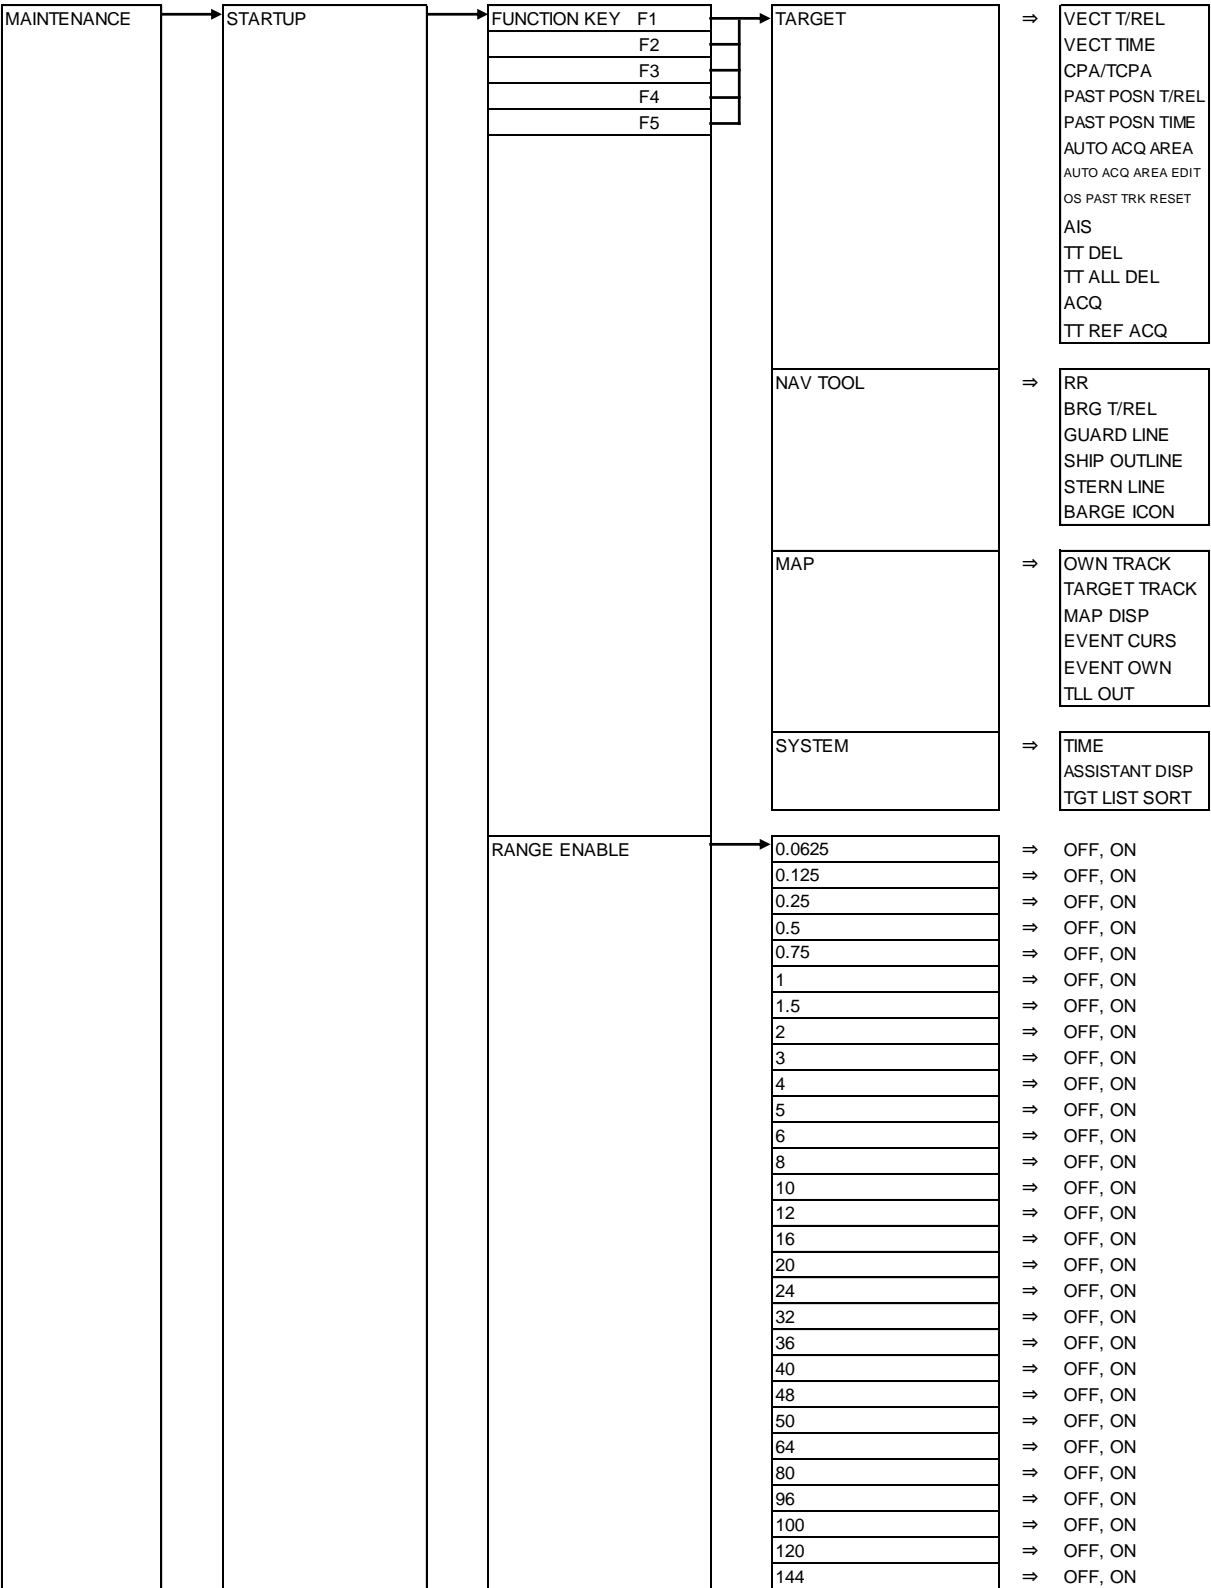 MAINTENANCE STARTUP FUNCTION KEY F1 TARGET ⇒ VECT T/REL
F2 VECT TIME
F3 CPA/TCPA
F4 PAST POSN T/REL
F5 PAST POSN TIME
AUTO ACQ AREA
AUTO ACQ AREA EDIT
OS PAST TRK RESET
AIS
TT DEL
TT ALL DEL
ACQ
TT REF ACQ
NAV TOOL ⇒ RR
BRG T/REL
GUARD LINE
SHIP OUTLINE
STERN LINE
BARGE ICON
MAP ⇒ OWN TRACK
TARGET TRACK
MAP DISP
EVENT CURS
EVENT OWN
TLL OUT
SYSTEM ⇒ TIME
ASSISTANT DISP
TGT LIST SORT
RANGE ENABLE 0.0625 ⇒ OFF, ON
0.125 ⇒ OFF, ON
0.25 ⇒ OFF, ON
0.5 ⇒ OFF, ON
0.75 ⇒ OFF, ON
1 ⇒ OFF, ON
1.5 ⇒ OFF, ON
2 ⇒ OFF, ON
3 ⇒ OFF, ON
4 ⇒ OFF, ON
5 ⇒ OFF, ON
6 ⇒ OFF, ON
8 ⇒ OFF, ON
10 ⇒ OFF, ON
12 ⇒ OFF, ON
16 ⇒ OFF, ON
20 ⇒ OFF, ON
24 ⇒ OFF, ON
32 ⇒ OFF, ON
36 ⇒ OFF, ON
40 ⇒ OFF, ON
48 ⇒ OFF, ON
50 ⇒ OFF, ON
64 ⇒ OFF, ON
80 ⇒ OFF, ON
96 ⇒ OFF, ON
100 ⇒ OFF, ON
120 ⇒ OFF, ON
144 ⇒ OFF, ON